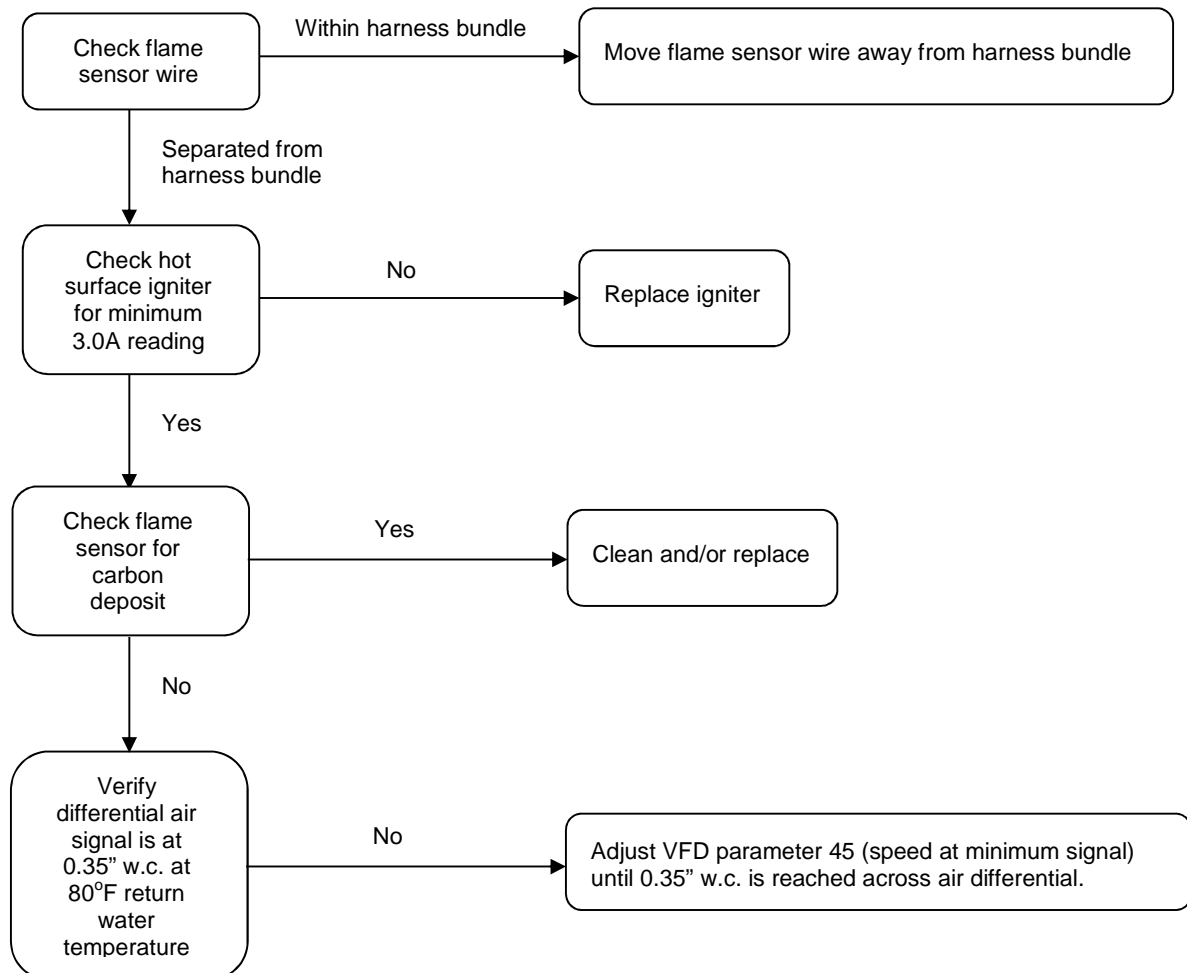 Check flame
sensor wire
Within harness bundle
Move flame sensor wire away from harness bundle
Separated from
harness bundle
Check hot
surface igniter
for minimum
3.0A reading
No
Replace igniter
Yes
Check flame
sensor for
carbon
deposit
Yes
Clean and/or replace
No
Verify
differential air
signal is at
0.35” w.c. at
80°F return
water
temperature
No
Adjust VFD parameter 45 (speed at minimum signal)
until 0.35” w.c. is reached across air differential.